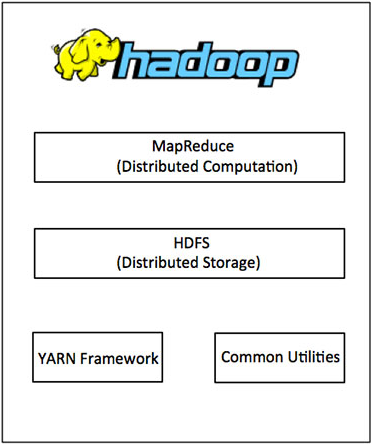 hadoop
MapReduce
(Distributed Computation)
HDFS
(Distributed Storage)
YARN Framework
Common Utilities